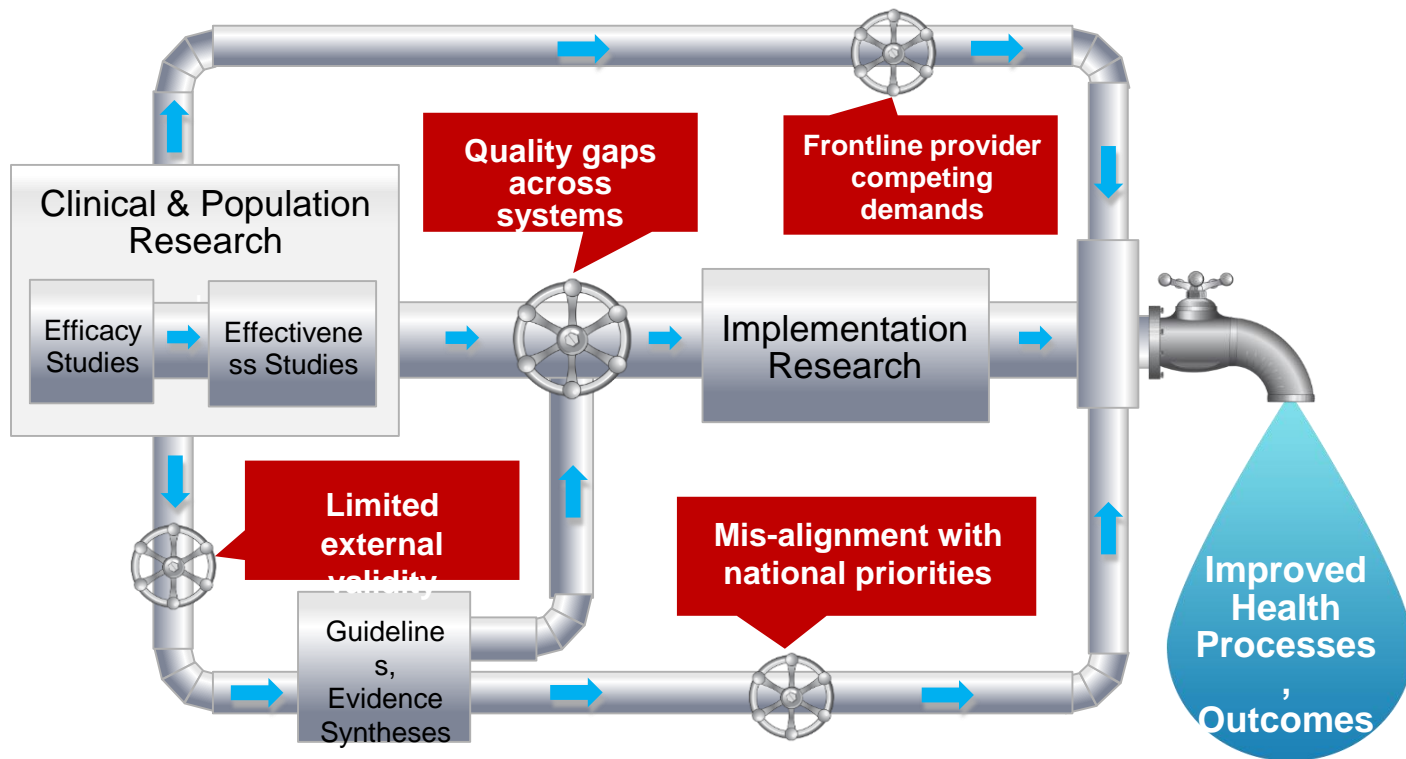 Quality gaps
across
systems
Frontline provider
competing
demands
Clinical & Population
Research
Efficacy
Studies
Effectivene
ss Studies
Implementation
Research
Limited
external
validity
Mis-alignment with
national priorities
Guideline
s,
Evidence
Syntheses
Improved
Health
Processes
,
Outcomes